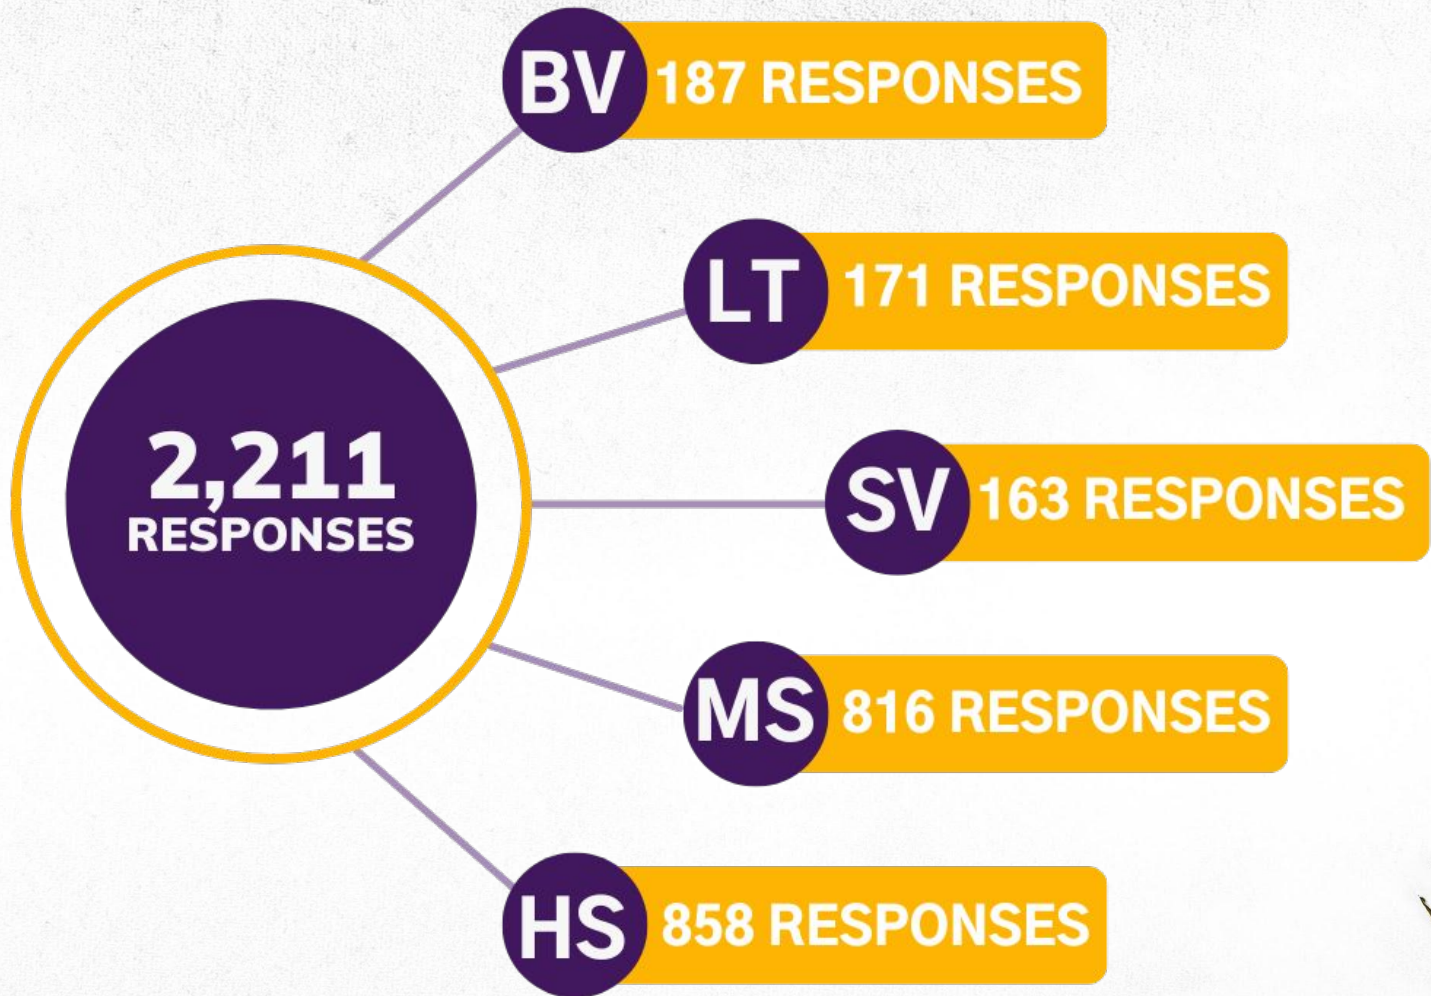 BV 187 RESPONSES
LT 171 RESPONSES
2,211
RESPONSES
SV 163 RESPONSES
MS 816 RESPONSES
HS 858 RESPONSES